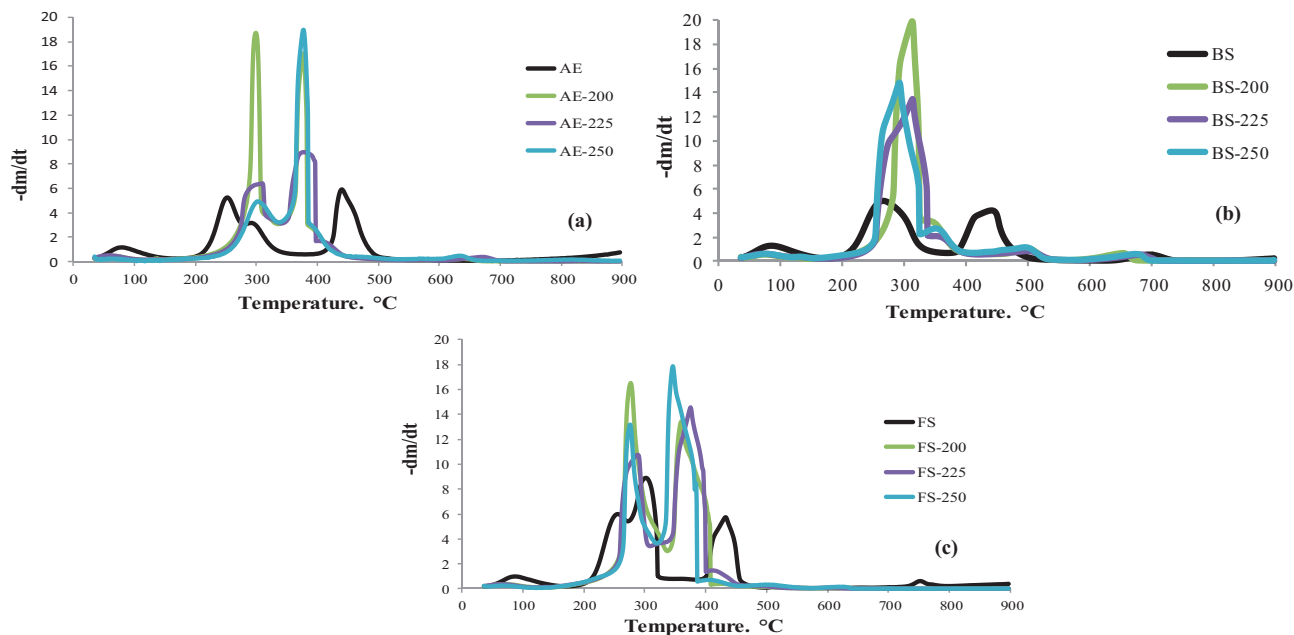 20
18
16
14
12
10
8
6
4
2
0
-dm/dt
AE
AE-200
AE-225
AE-250
(a)
0 100 200 300 400 500 600 700 800 900
Temperature. °C
20
18
16
14
12
10
8
6
4
2
0
-dm/dt
BS
BS-200
BS-225
BS-250
(b)
0 100 200 300 400 500 600 700 800 900
Temperature. °C
20
18
16
14
12
10
8
6
4
2
0
-dm/dt
FS
FS-200
FS-225
FS-250
(c)
0 100 200 300 400 500 600 700 800 900
Temperature. °C